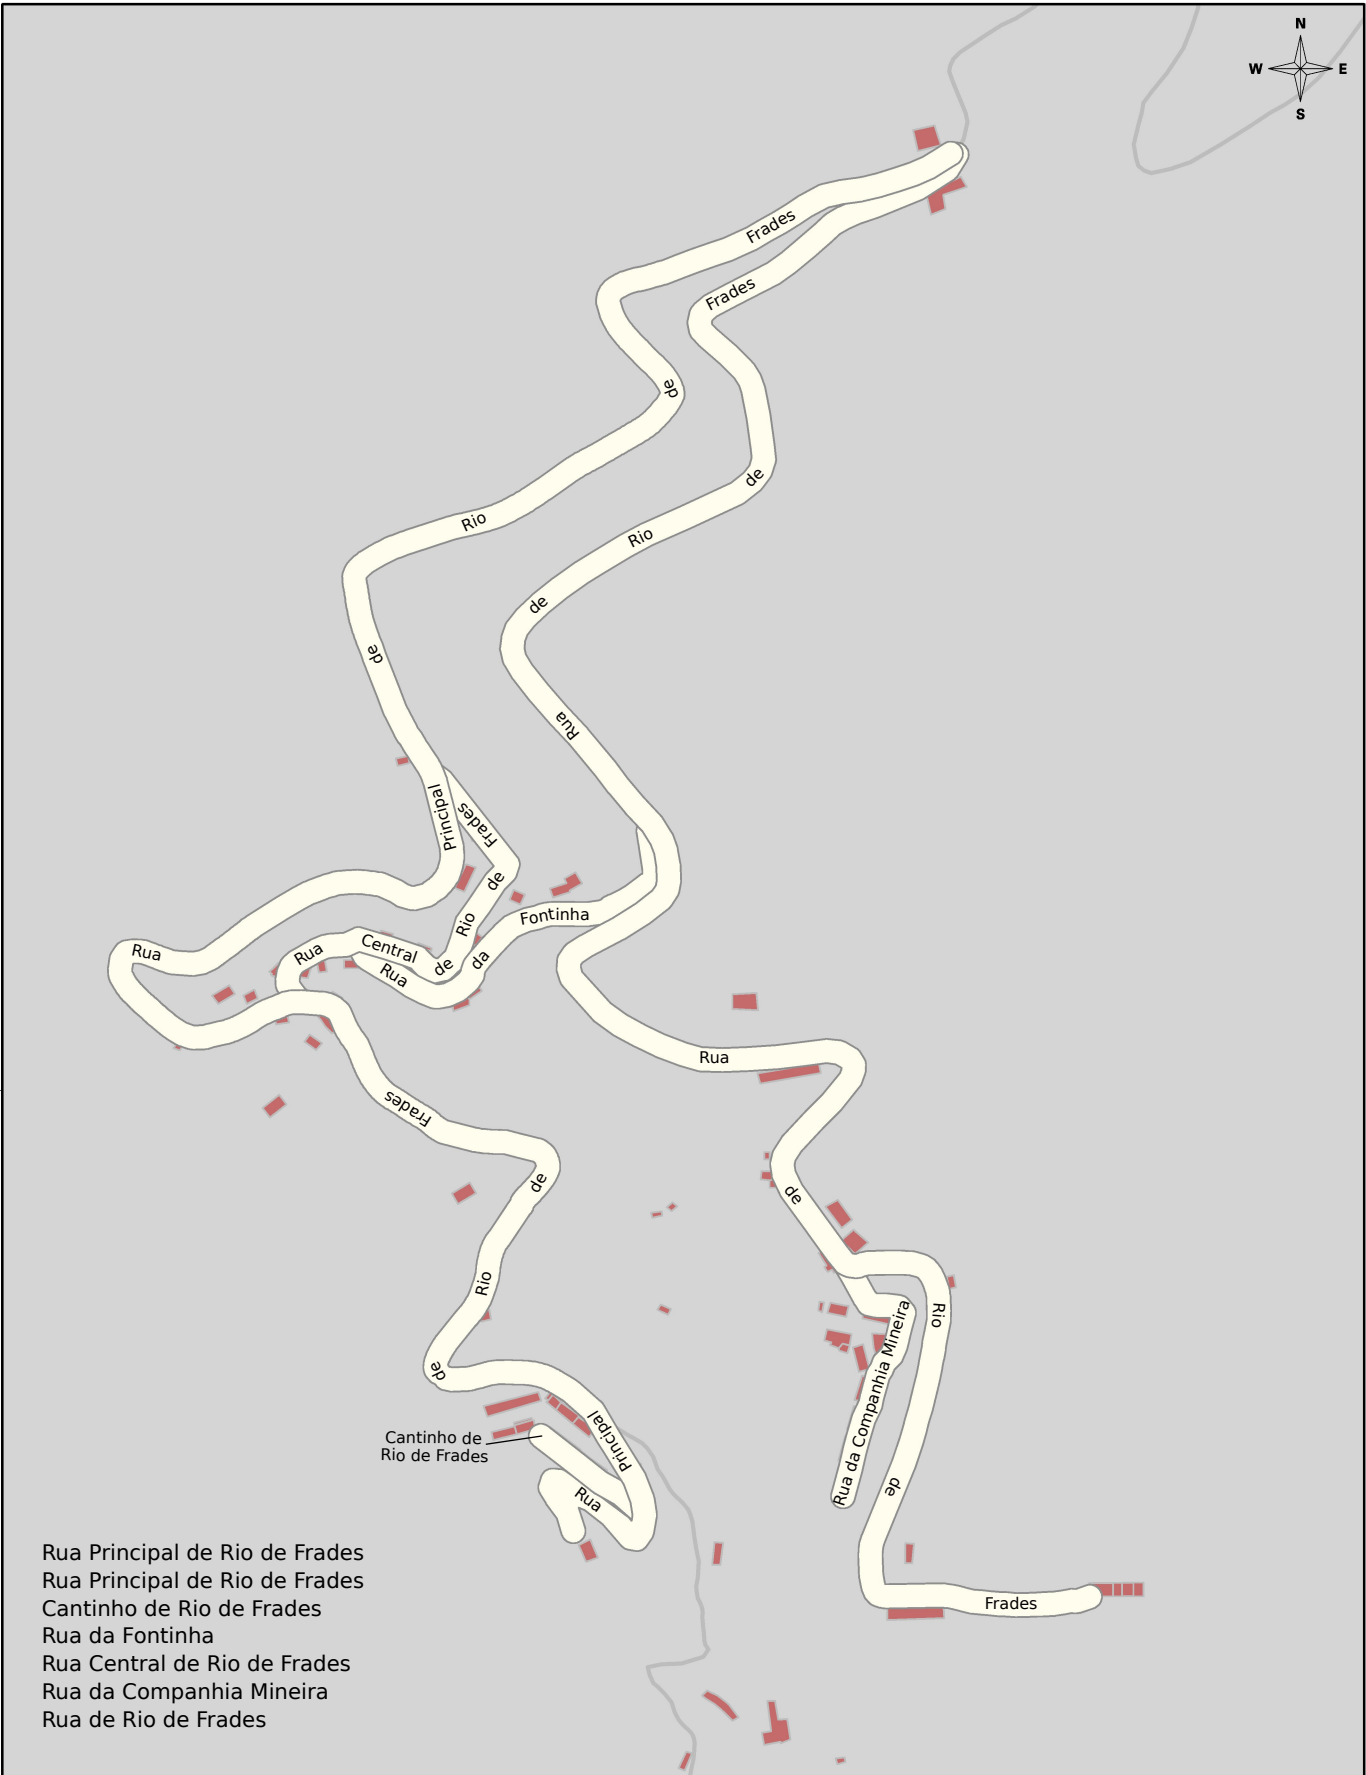 N
W E
S
Frades
Frades
de
de
Rio
Rio
de
de
Rua
Principal
Frades
de
Fontinha
Rio
da
Rua
Rua
Central
de
Rua
Rua
Frades
de
de
Rio
Rio
de
Principal
Rua da Companhia Mineira
Cantinho de
Rio de Frades
de
Rua
Frades
Rua Principal de Rio de Frades
Rua Principal de Rio de Frades
Cantinho de Rio de Frades
Rua da Fontinha
Rua Central de Rio de Frades
Rua da Companhia Mineira
Rua de Rio de Frades